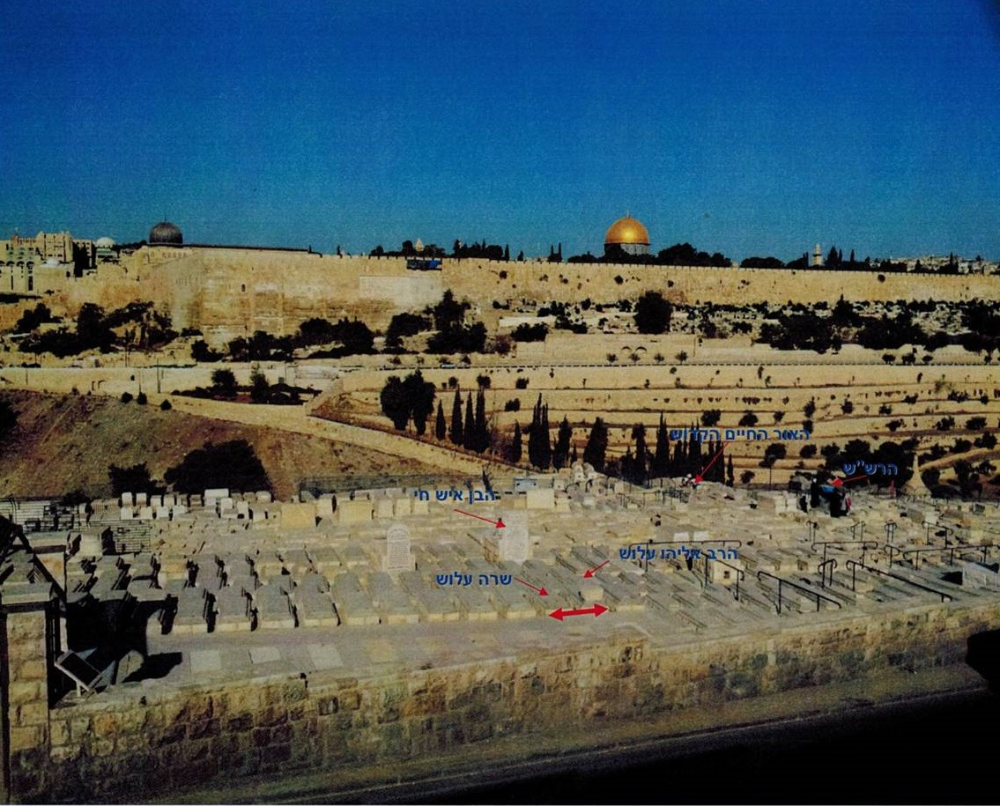 האור החיים הקדוש
הרש"ש
הבן איש חי
הרב אליהו עלוש
שרה עלוש